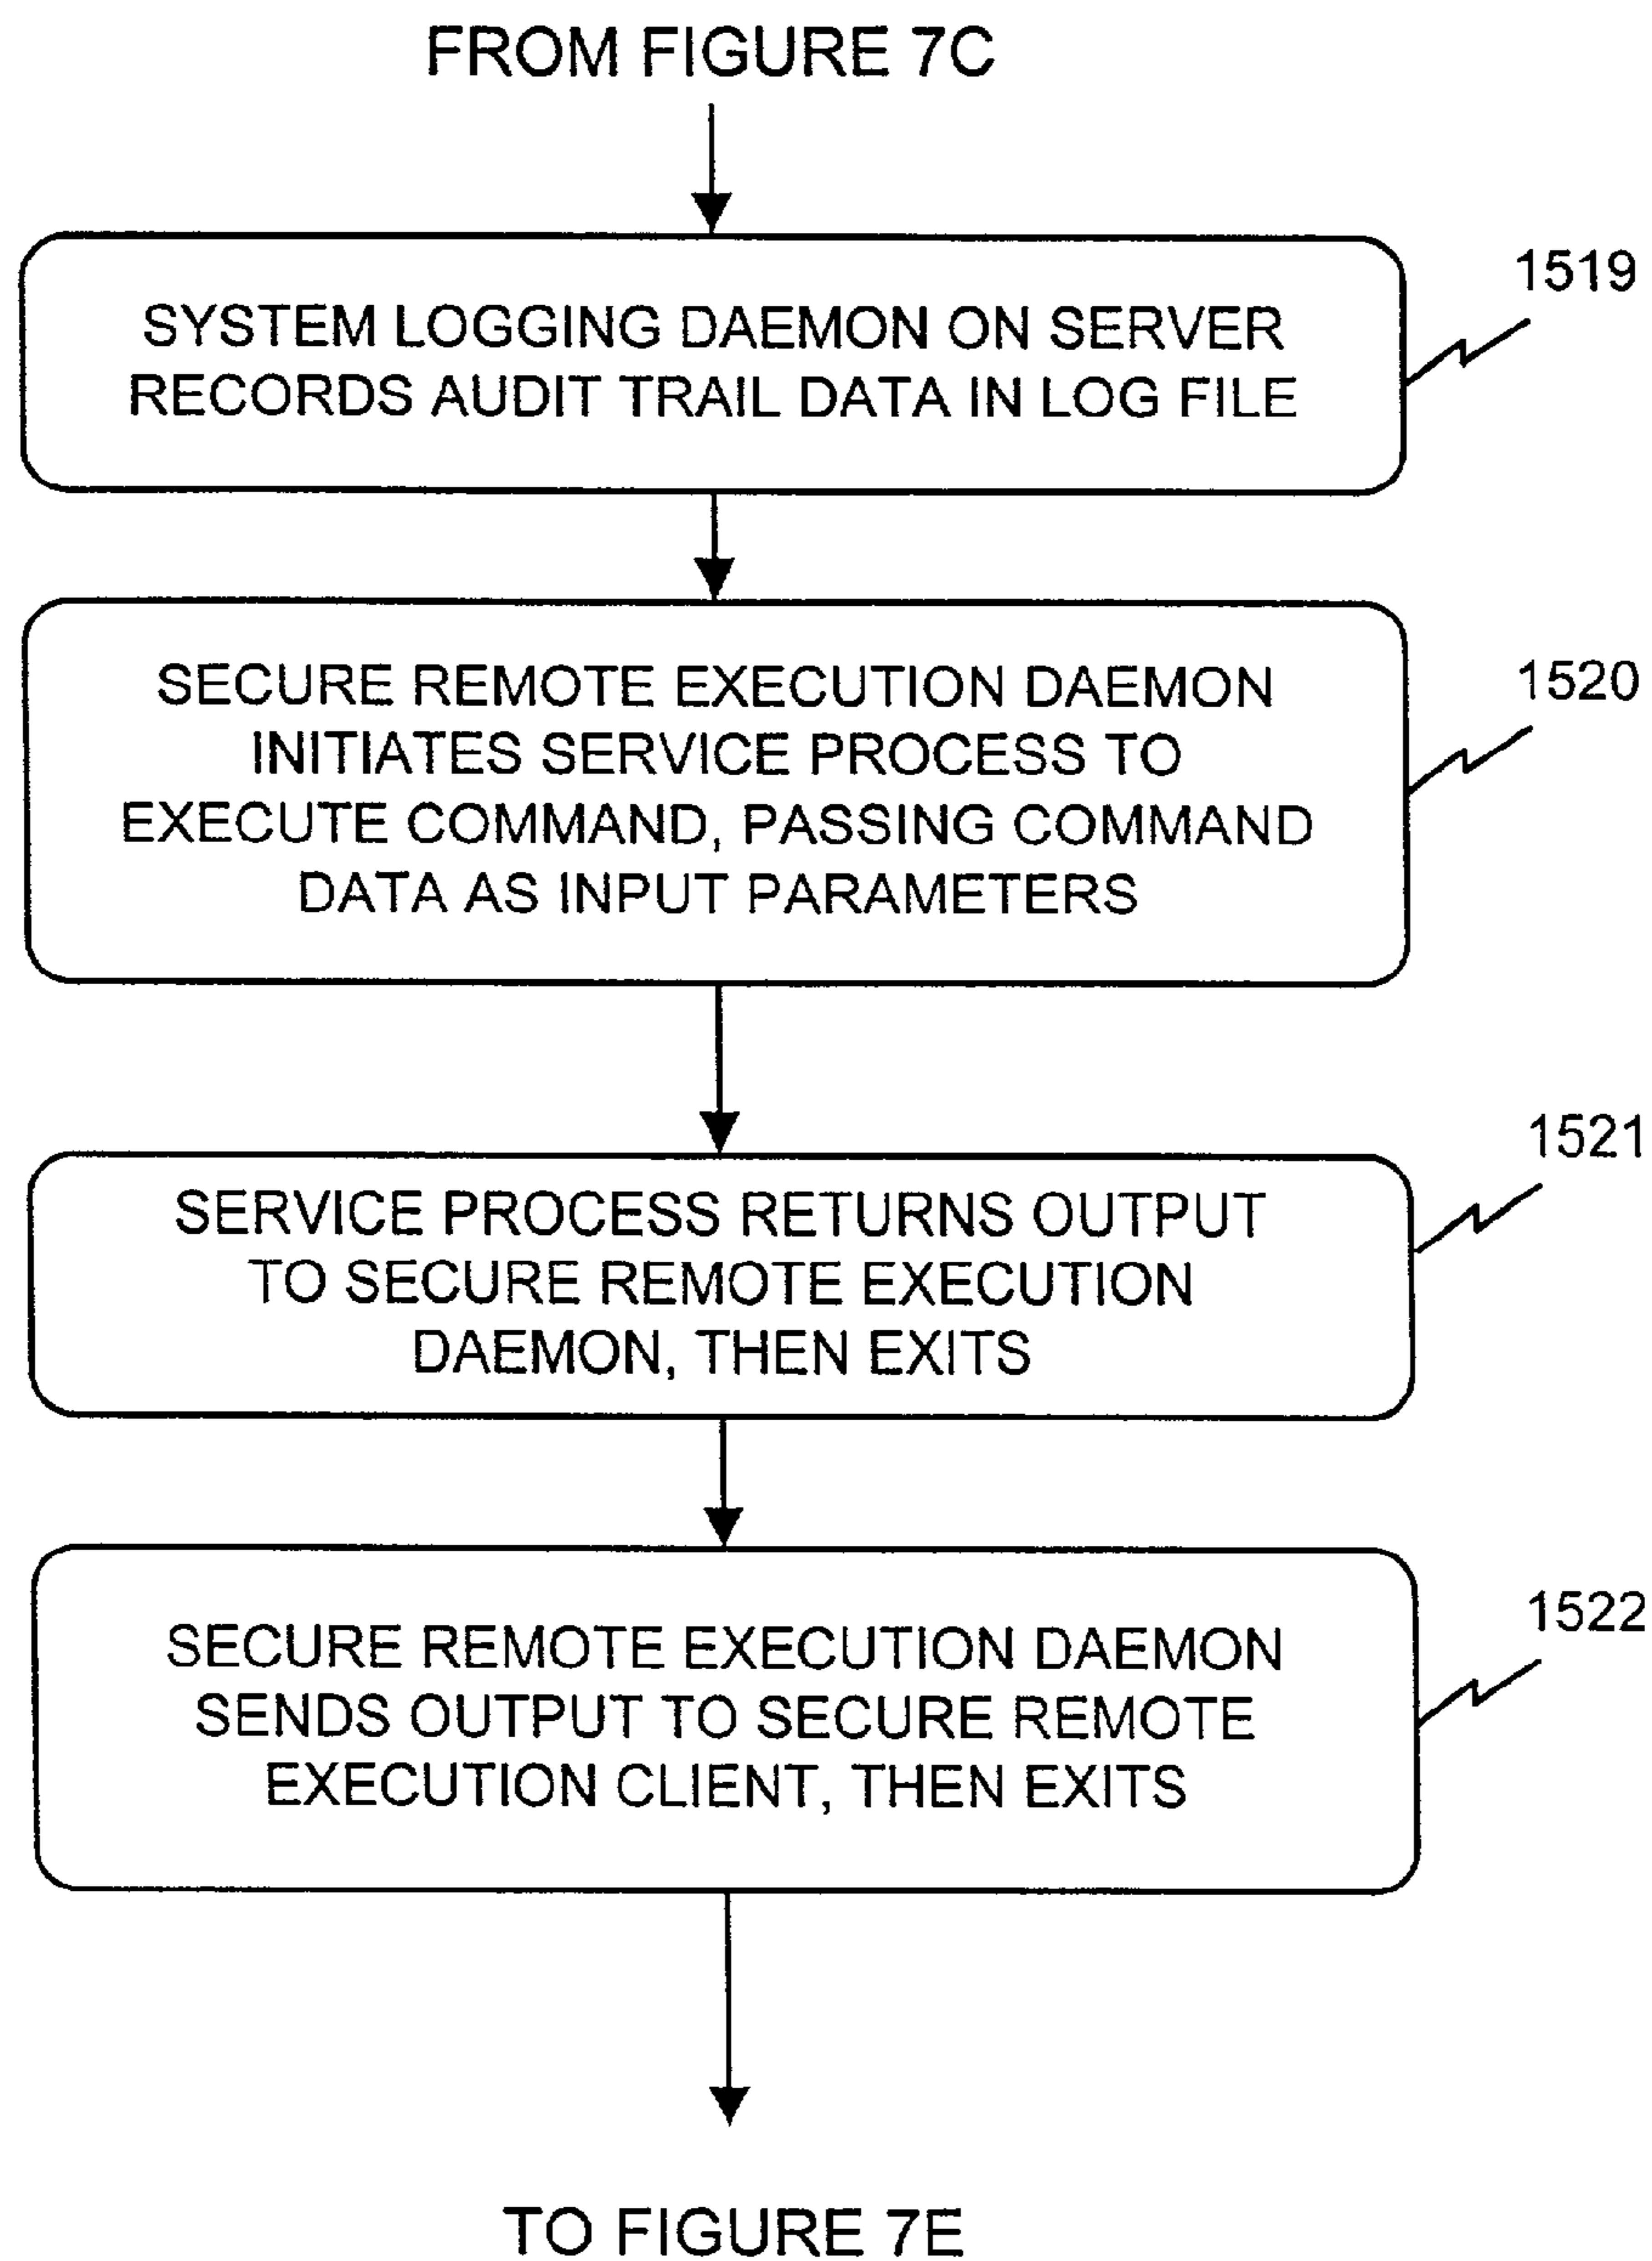 FROM FIGURE 7C
1519
SYSTEM LOGGING DAEMON ON SERVER
RECORDS AUDIT TRAIL DATA IN LOG FILE
1520
SECURE REMOTE EXECUTION DAEMON
INITIATES SERVICE PROCESS TO
EXECUTE COMMAND, PASSING COMMAND
DATA AS INPUT PARAMETERS
1521
SERVICE PROCESS RETURNS OUTPUT
TO SECURE REMOTE EXECUTION
DAEMON, THEN EXITS
1522
SECURE REMOTE EXECUTION DAEMON
SENDS OUTPUT TO SECURE REMOTE
EXECUTION CLIENT, THEN EXITS
TO FIGURE 7E